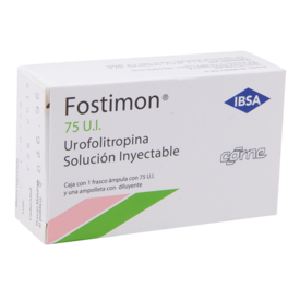 Fostimon®
75 U.I.
Urofolitropina
Solución Inyectable
Caja con 1 frasco ámpula con 75 U.I.
y una ampolleta con diluyente
IBSA